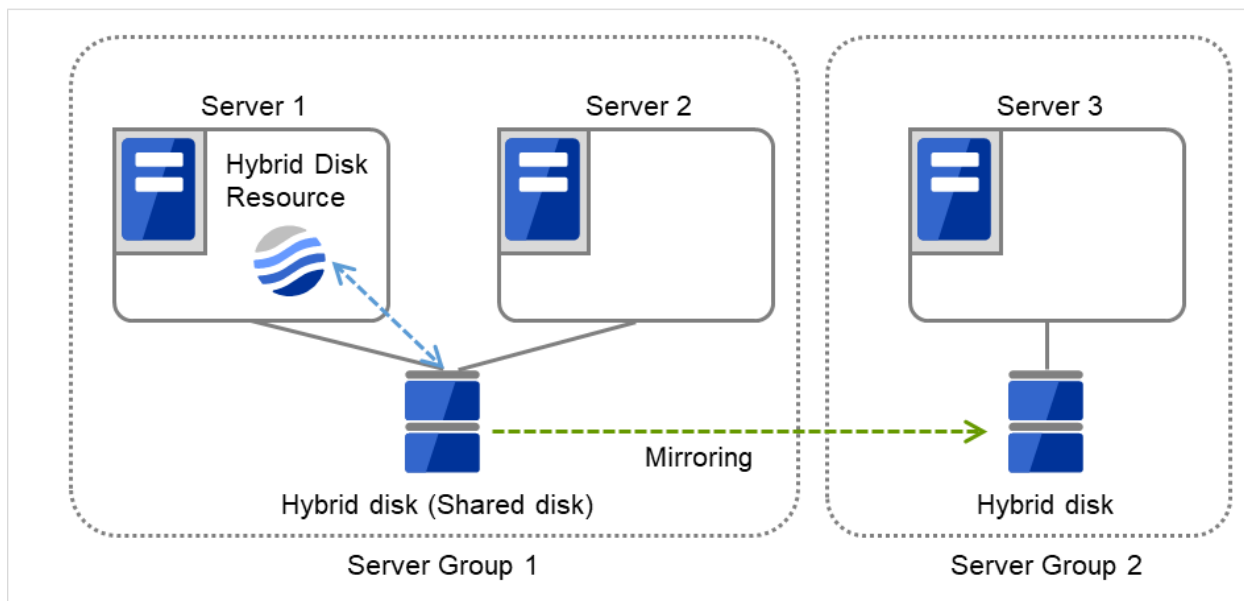 Server 1
Server 2
Server 3
Hybrid Disk
Resource
Mirroring
Hybrid disk (Shared disk)
Hybrid disk
Server Group 1
Server Group 2